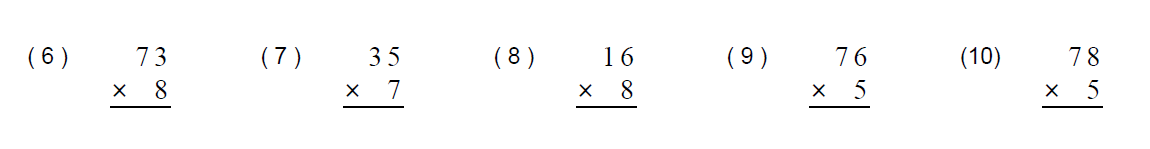 (6) 73 (7) 35 (8) 16 (9) 76 (10) 78
× 8 × 7 × 8 × 5 × 5